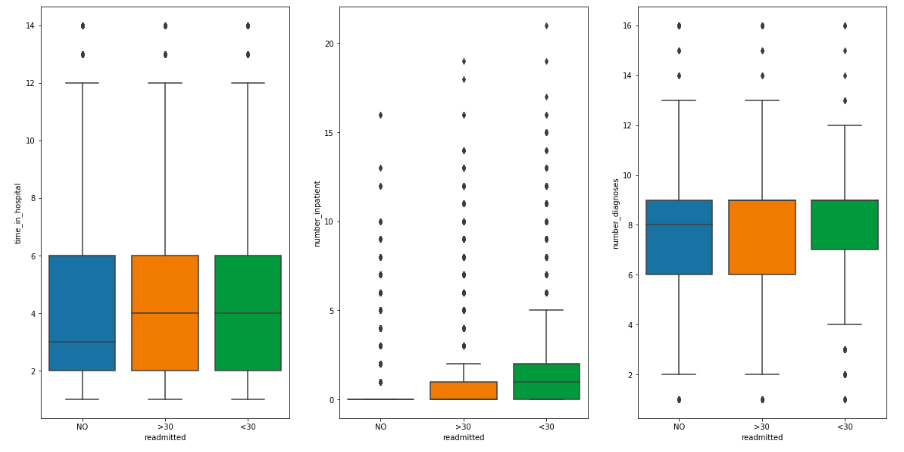 14
12
10
8
6
4
2
time_in_hospital
NO
>30
<30
readmitted
20
15
10
5
0
number_inpatient
NO
>30
<30
readmitted
16
14
12
10
8
6
4
2
number_diagnoses
NO
>30
<30
readmitted